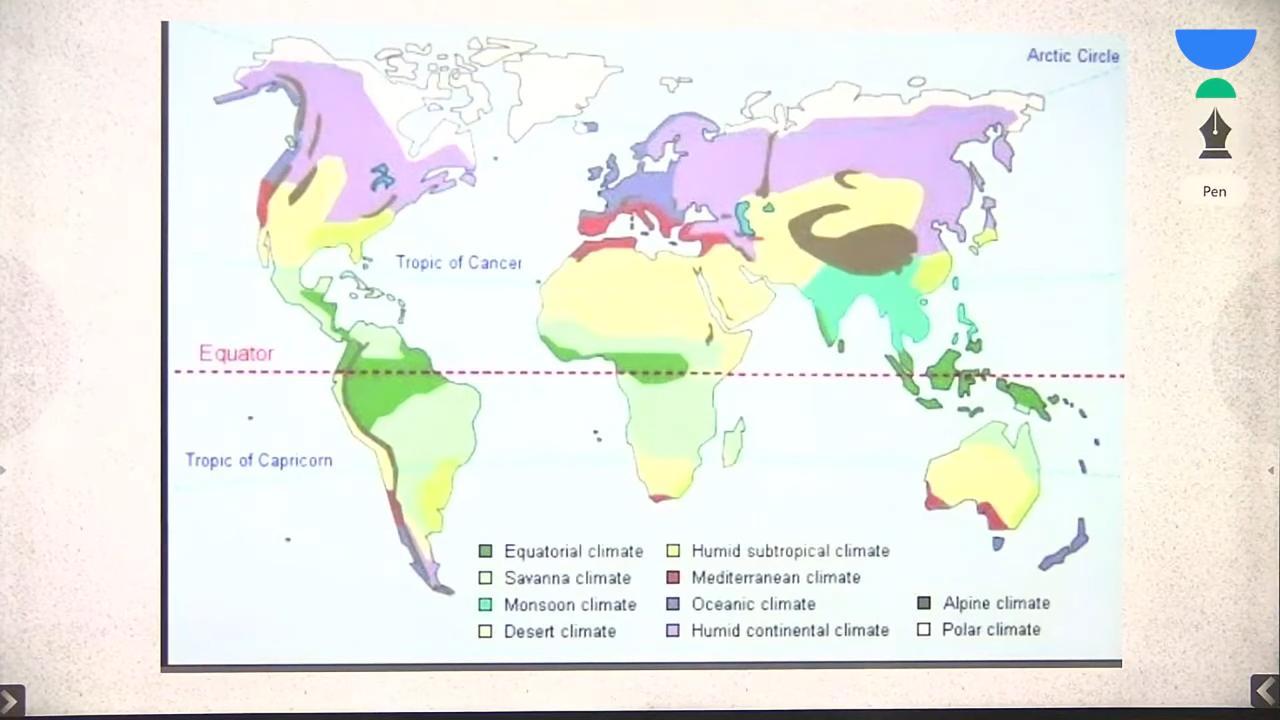 Arctic Circle
Pen
Tropic of Cancer
Equator
Tropic of Capricorn
Equatorial climate
Savanna climate
Monsoon climate
Desert climate
Humid subtropical climate
Mediterranean climate
Oceanic climate
Humid continental climate
Alpine climate
Polar climate